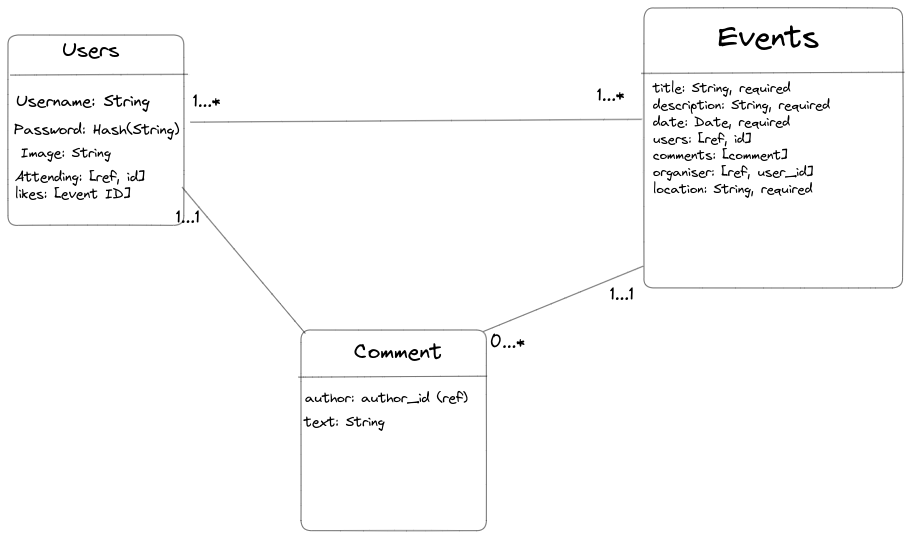 Users
Username: String
Password: Hash(String)
Image: String
Attending: [ref, id]
likes: [event ID]
1...*
1...*
1...1
Events
title: String, required
description: String, required
date: Date, required
users: [ref, id]
comments: [comment]
organiser: [ref, user_id]
location: String, required
1...1
0...*
Comment
author: author_id (ref)
text: String